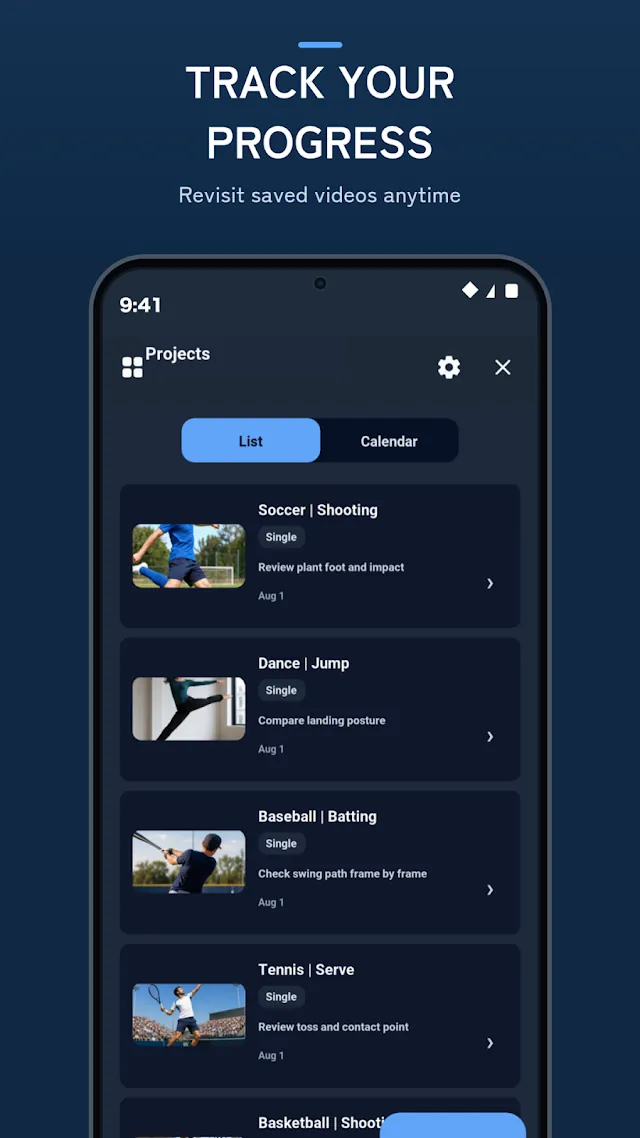 TRACK YOUR
PROGRESS
Revisit saved videos anytime
9:41
Projects
List
Calendar
Soccer | Shooting
Single
Review plant foot and impact
Aug 1
Dance | Jump
Single
Compare landing posture
Aug 1
Baseball | Batting
Single
Check swing path frame by frame
Aug 1
Tennis | Serve
Single
Review toss and contact point
Aug 1
Basketball | Shooti